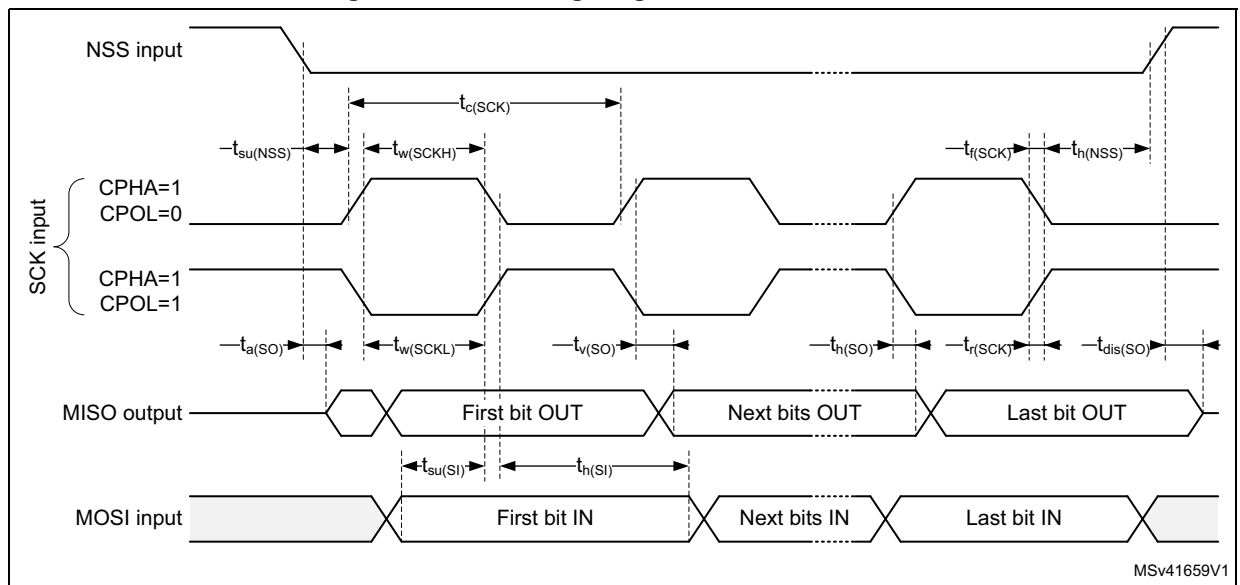 NSS input
tc(SCK)
tsu(NSS)
tw(SCKH)
tf(SCK)
th(NSS)
SCK input
CPHA=1
CPOL=0
CPHA=1
CPOL=1
ta(SO)
tw(SCKL)
tv(SO)
th(SO)
tr(SCK)
tdis(SO)
MISO output
First bit OUT
Next bits OUT
Last bit OUT
tsu(SI)
th(SI)
MOSI input
First bit IN
Next bits IN
Last bit IN
MSv41659V1